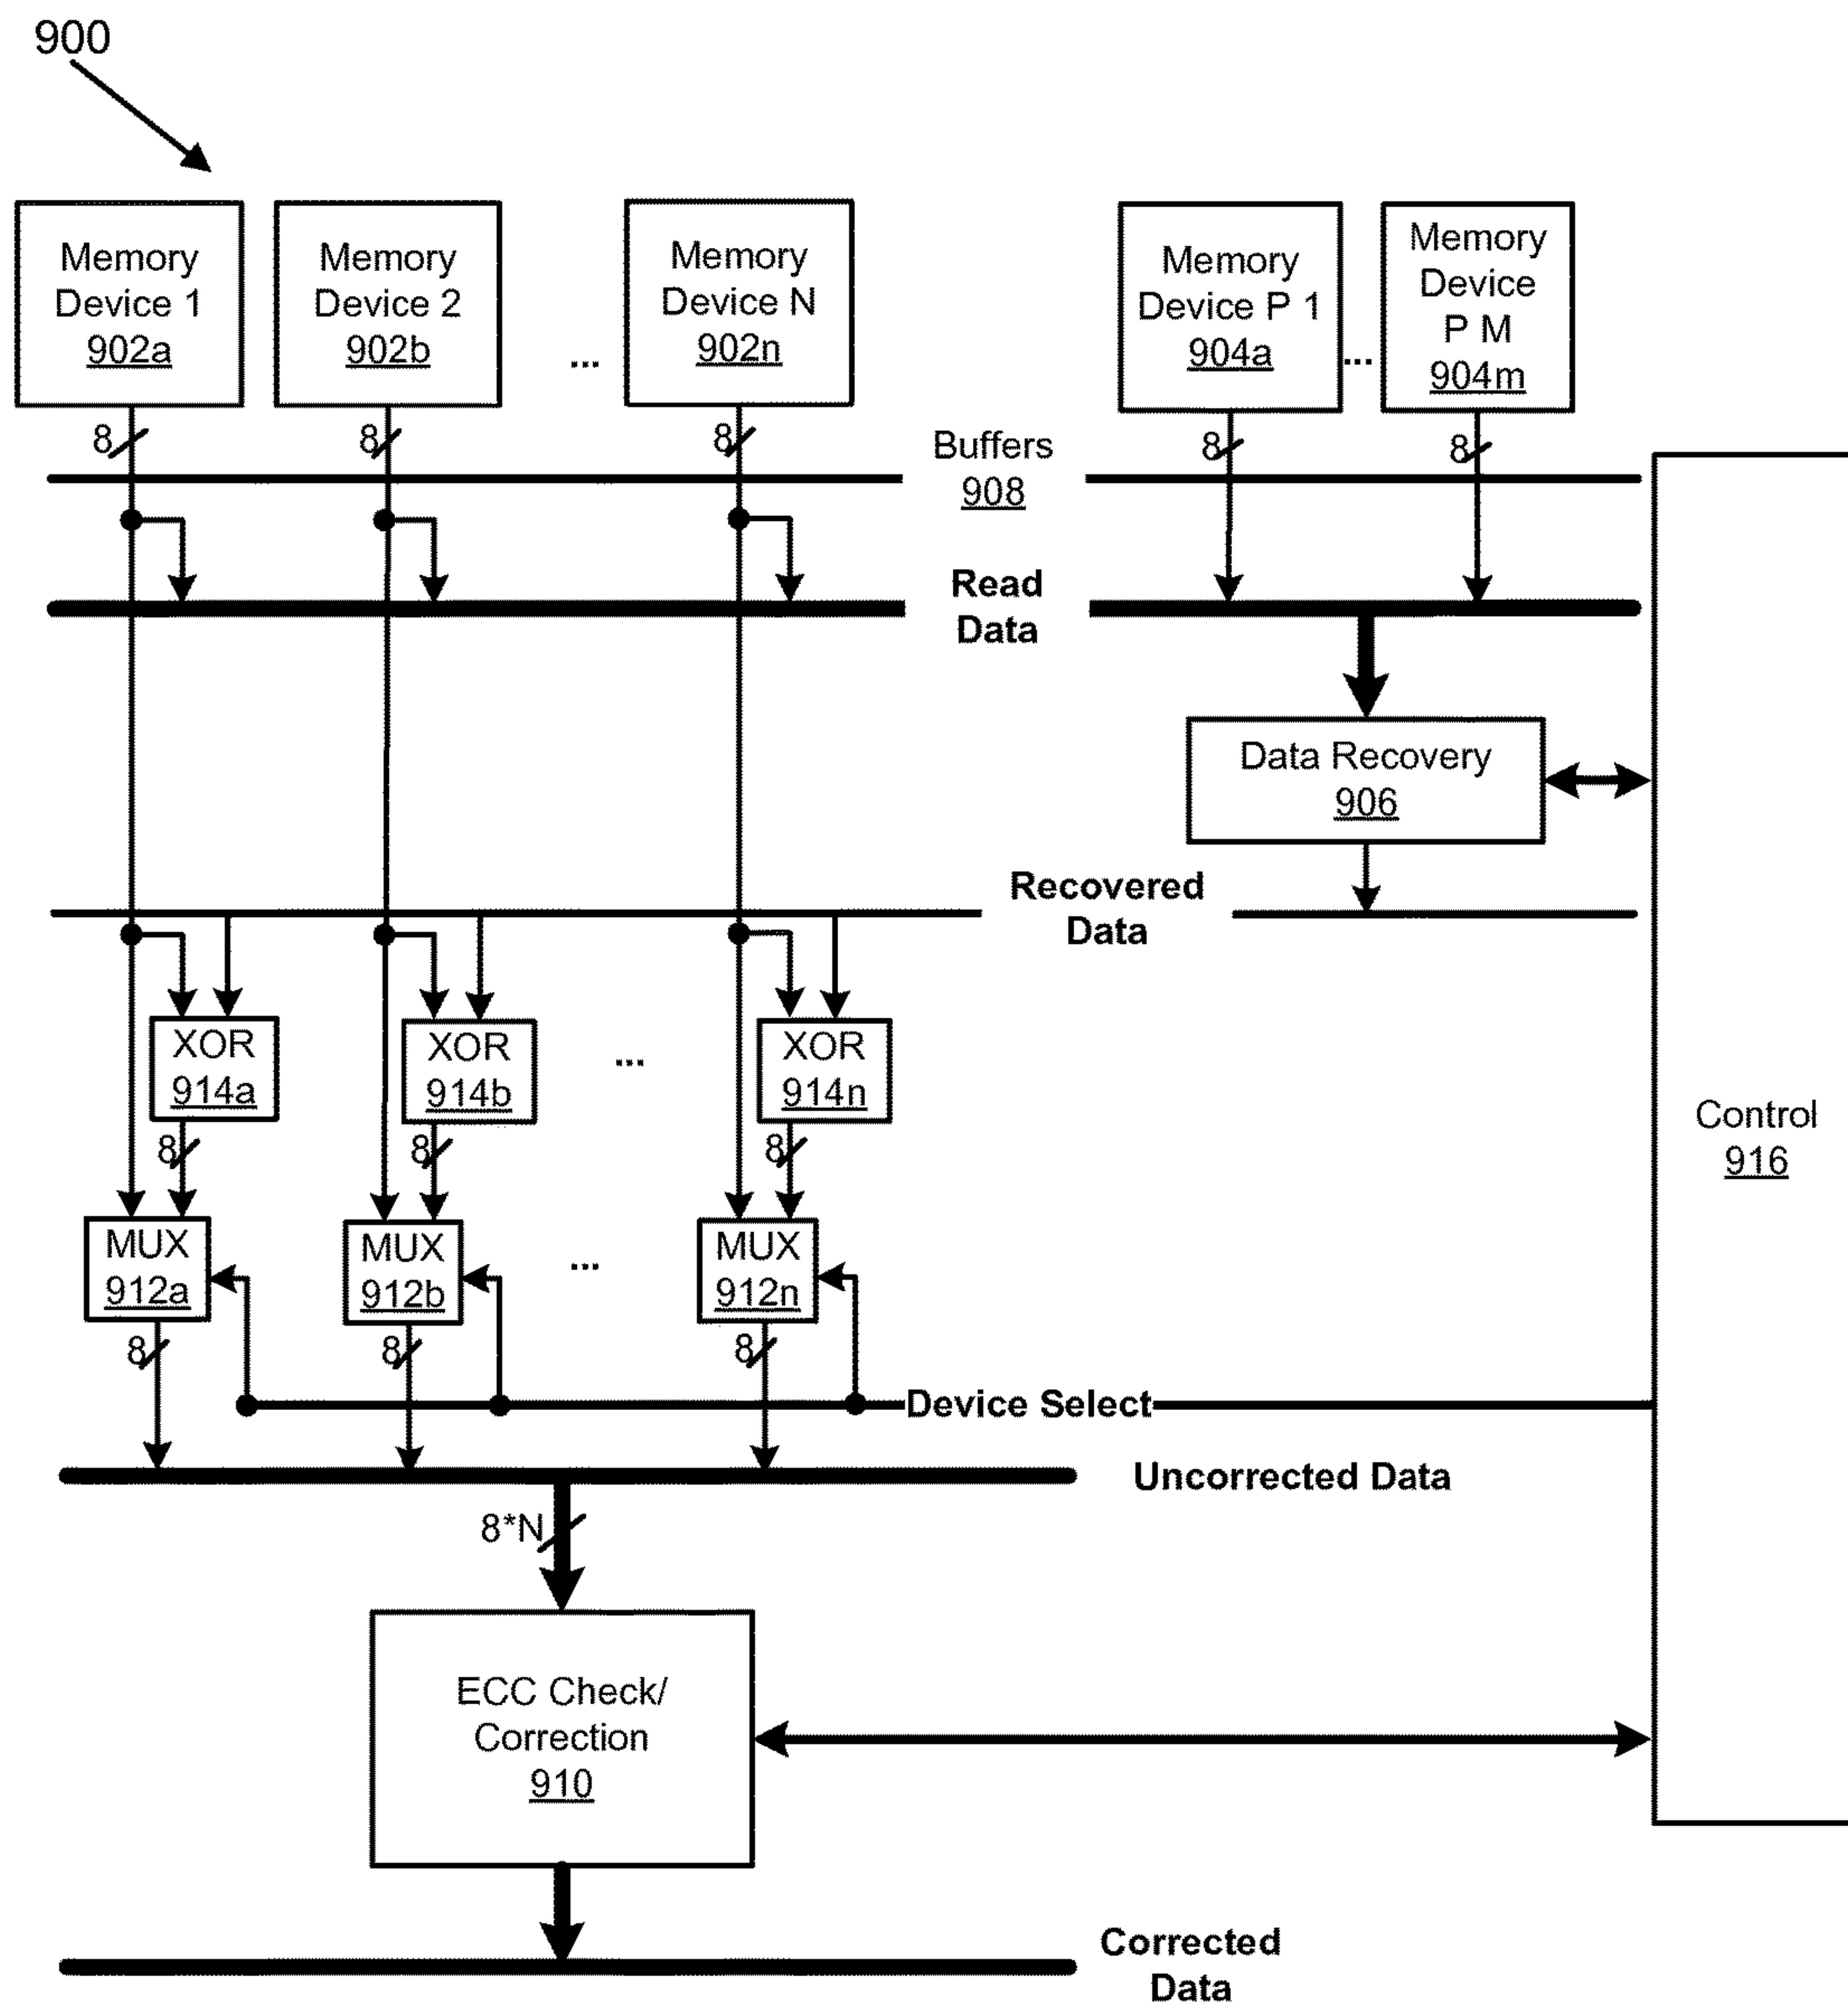 900
Memory
Device 1
902a
Memory
Device 2
902b
...
Memory
Device N
902n
Memory
Device P 1
904a
...
Memory
Device
P M
904m
8
8
8
8
8
Buffers
908
Read
Data
Data Recovery
906
Recovered
Data
XOR
914a
XOR
914b
...
XOR
914n
Control
916
8
8
8
MUX
912a
MUX
912b
...
MUX
912n
8
8
8
Device Select
Uncorrected Data
8*N
ECC Check/
Correction
910
Corrected
Data